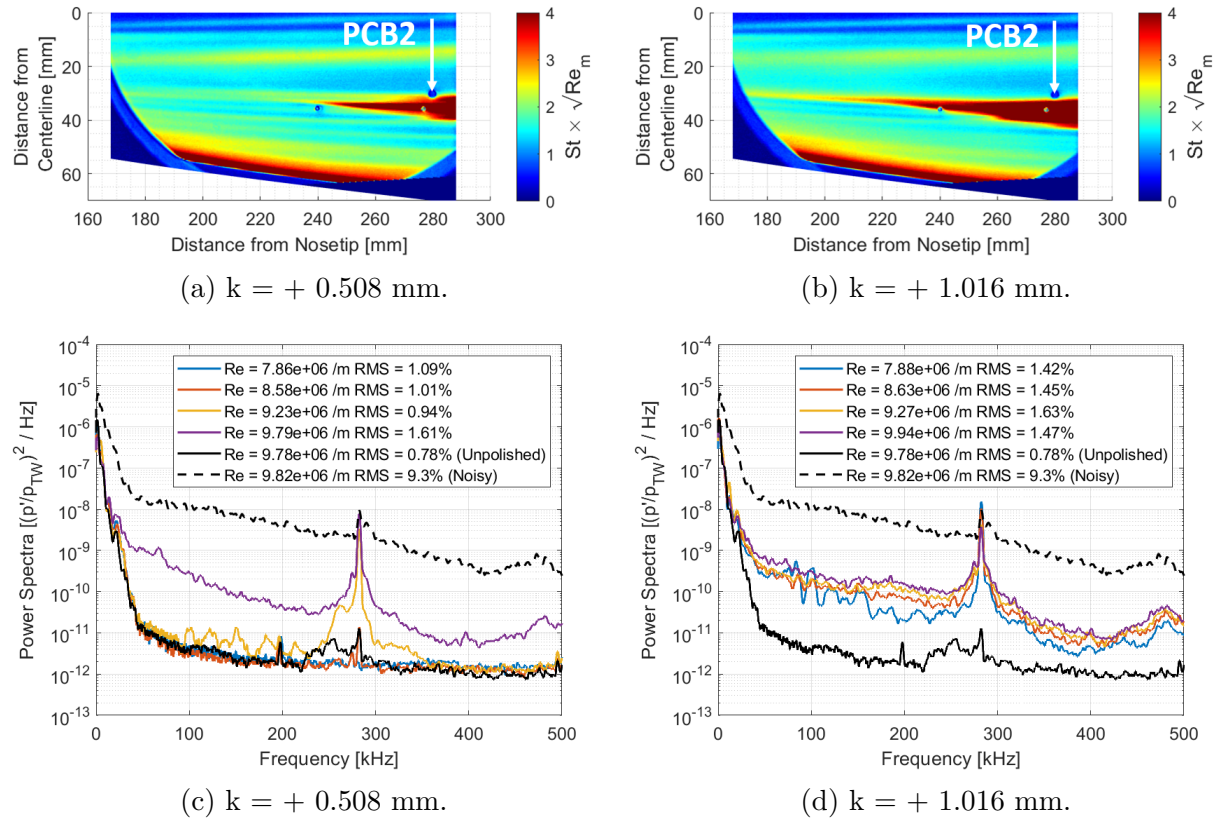 0
20
40
60
Distance from
Centerline [mm]
160 180 200 220 240 260 280 300
Distance from Nosetip [mm]
PCB2
4
3
2
1
0
St × √Re_m
(a) k = + 0.508 mm.
0
20
40
60
Distance from
Centerline [mm]
160 180 200 220 240 260 280 300
Distance from Nosetip [mm]
PCB2
4
3
2
1
0
St × √Re_m
(b) k = + 1.016 mm.
10^-4
10^-5
10^-6
10^-7
10^-8
10^-9
10^-10
10^-11
10^-12
10^-13
Power Spectra [(p'/p_TW)^2 / Hz]
Re = 7.86e+06 /m RMS = 1.09%
Re = 8.58e+06 /m RMS = 1.01%
Re = 9.23e+06 /m RMS = 0.94%
Re = 9.79e+06 /m RMS = 1.61%
Re = 9.78e+06 /m RMS = 0.78% (Unpolished)
Re = 9.82e+06 /m RMS = 9.3% (Noisy)
0 100 200 300 400 500
Frequency [kHz]
(c) k = + 0.508 mm.
10^-4
10^-5
10^-6
10^-7
10^-8
10^-9
10^-10
10^-11
10^-12
10^-13
Power Spectra [(p'/p_TW)^2 / Hz]
Re = 7.88e+06 /m RMS = 1.42%
Re = 8.63e+06 /m RMS = 1.45%
Re = 9.27e+06 /m RMS = 1.63%
Re = 9.94e+06 /m RMS = 1.47%
Re = 9.78e+06 /m RMS = 0.78% (Unpolished)
Re = 9.82e+06 /m RMS = 9.3% (Noisy)
0 100 200 300 400 500
Frequency [kHz]
(d) k = + 1.016 mm.